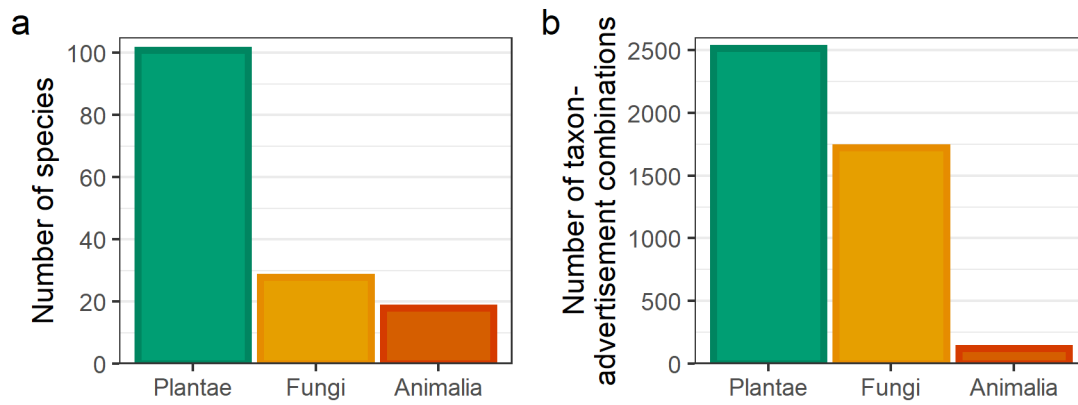 a
Number of species
100
80
60
40
20
0
Plantae Fungi Animalia
b
Number of taxon-
advertisement combinations
2500
2000
1500
1000
500
0
Plantae Fungi Animalia